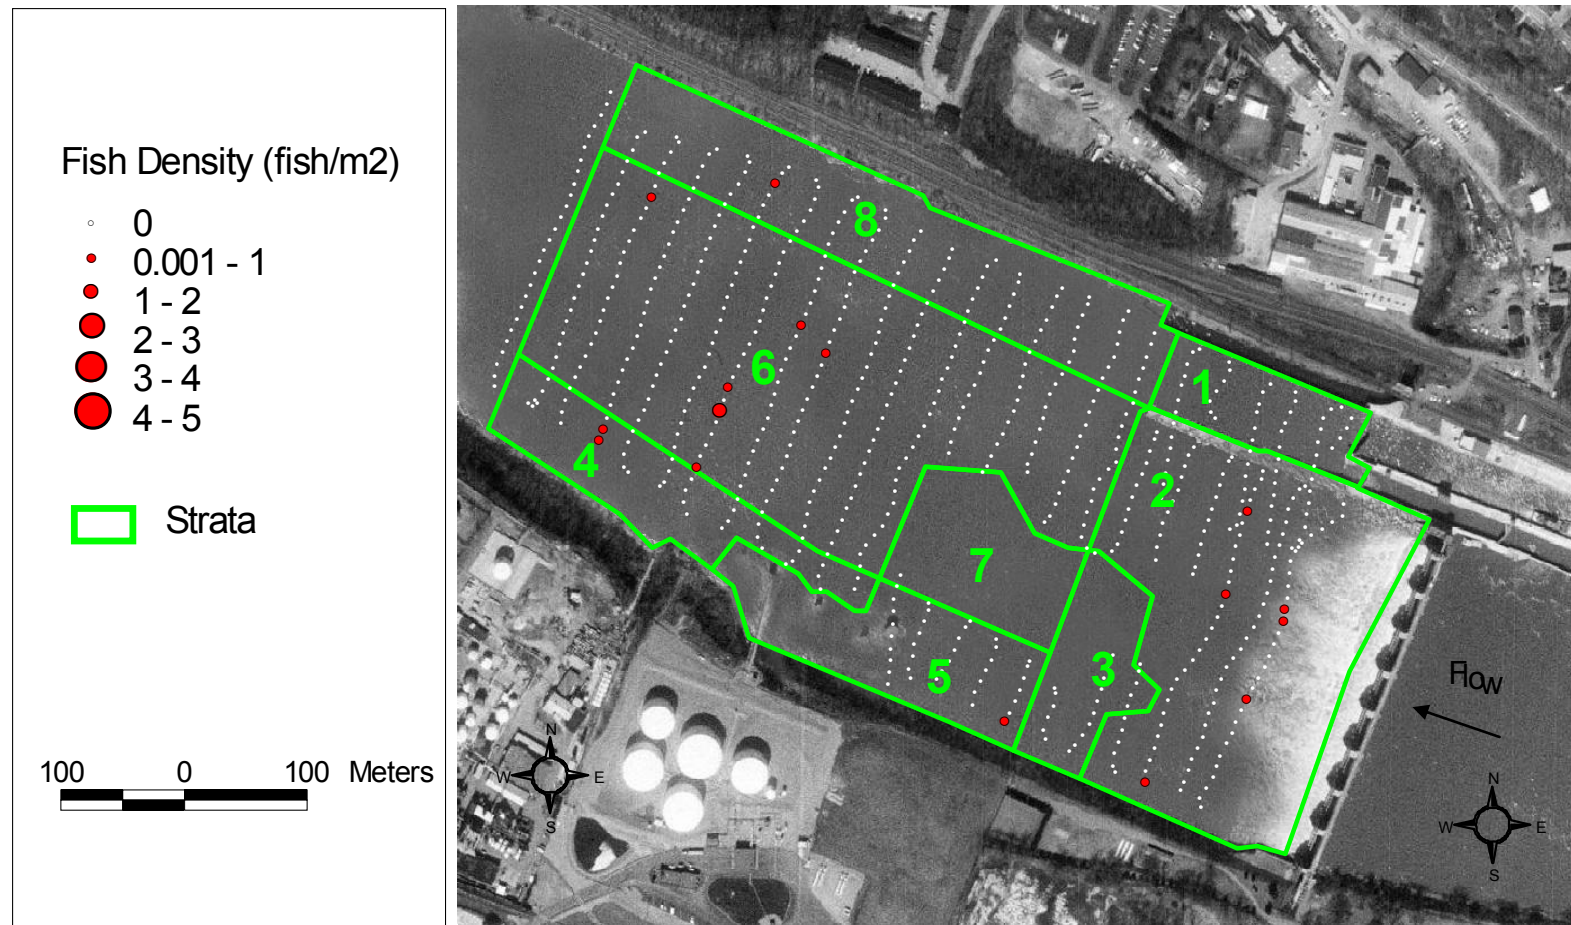 Fish Density (fish/m2)
0
0.001 - 1
1 - 2
2 - 3
3 - 4
4 - 5
Strata
100 0 100 Meters
8
1
6
2
4
7
3
5
Flow
N
W E
S
N
W E
S